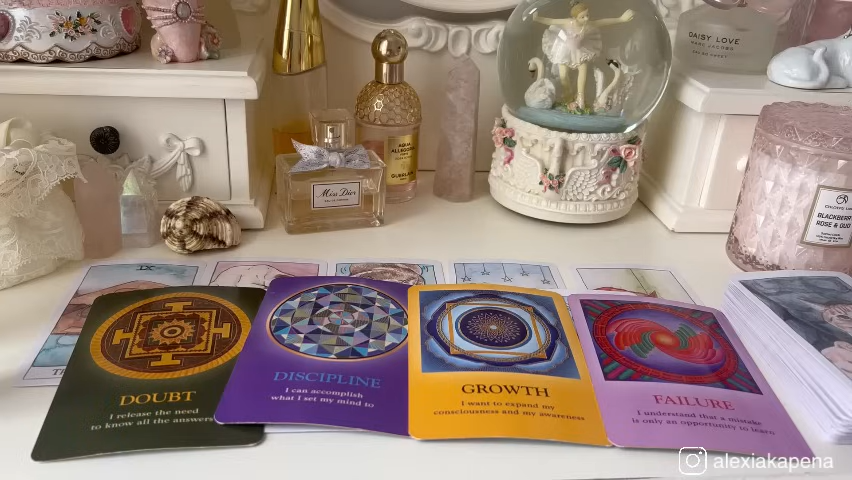 DAISY LOVE
MARC JACOBS
AQUA
ALLEGORIA
GUERLAIN
Miss Dior
BLACKBERRY
ROSE & OUD
IX
DOUBT
I release the need
to know all the answers
DISCIPLINE
I can accomplish
what I set my mind to
GROWTH
I want to expand my
consciousness and my awareness
FAILURE
I understand that a mistake
is only an opportunity to learn
alexiakapena